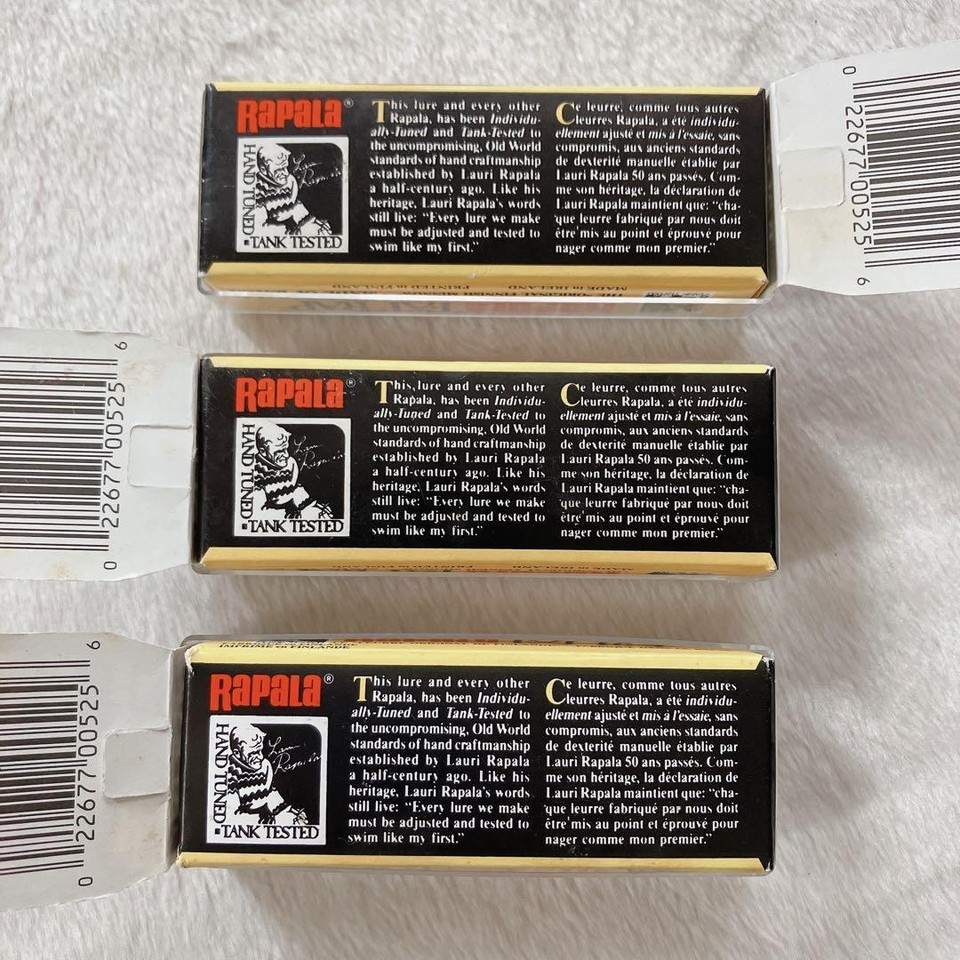 RAPALA®
HAND TUNED
TANK TESTED
This lure and every other
Rapala, has been Individu-
ally-Tuned and Tank-Tested to
the uncompromising, Old World
standards of hand craftmanship
established by Lauri Rapala
a half-century ago. Like his
heritage, Lauri Rapala's words
still live: "Every lure we make
must be adjusted and tested to
swim like my first."
Ce leurre, comme tous autres
leurres Rapala, a été individu-
ellement ajusté et mis à l'essaie, sans
compromis, aux anciens standards
de dexterité manuelle établie par
Lauri Rapala 50 ans passés. Com-
me son héritage, la déclaration de
Lauri Rapala maintient que: "cha-
que leurre fabriqué par nous doit
être mis au point et éprouvé pour
nager comme mon premier."
MADE in IRELAND
PRINTED in FINLAND
0 22677 00525 6
0 22677 00525 6
RAPALA®
HAND TUNED
TANK TESTED
This lure and every other
Rapala, has been Individu-
ally-Tuned and Tank-Tested to
the uncompromising, Old World
standards of hand craftmanship
established by Lauri Rapala
a half-century ago. Like his
heritage, Lauri Rapala's words
still live: "Every lure we make
must be adjusted and tested to
swim like my first."
Ce leurre, comme tous autres
leurres Rapala, a été individu-
ellement ajusté et mis à l'essaie, sans
compromis, aux anciens standards
de dexterité manuelle établie par
Lauri Rapala 50 ans passés. Com-
me son héritage, la déclaration de
Lauri Rapala maintient que: "cha-
que leurre fabriqué par nous doit
être mis au point et éprouvé pour
nager comme mon premier."
MADE in IRELAND
PRINTED in FINLAND
0 22677 00525 6
IMPRIMÉ en FINLANDE
RAPALA®
HAND TUNED
TANK TESTED
This lure and every other
Rapala, has been Individu-
ally-Tuned and Tank-Tested to
the uncompromising, Old World
standards of hand craftmanship
established by Lauri Rapala
a half-century ago. Like his
heritage, Lauri Rapala's words
still live: "Every lure we make
must be adjusted and tested to
swim like my first."
Ce leurre, comme tous autres
leurres Rapala, a été individu-
ellement ajusté et mis à l'essaie, sans
compromis, aux anciens standards
de dexterité manuelle établie par
Lauri Rapala 50 ans passés. Com-
me son héritage, la déclaration de
Lauri Rapala maintient que: "cha-
que leurre fabriqué par nous doit
être mis au point et éprouvé pour
nager comme mon premier."